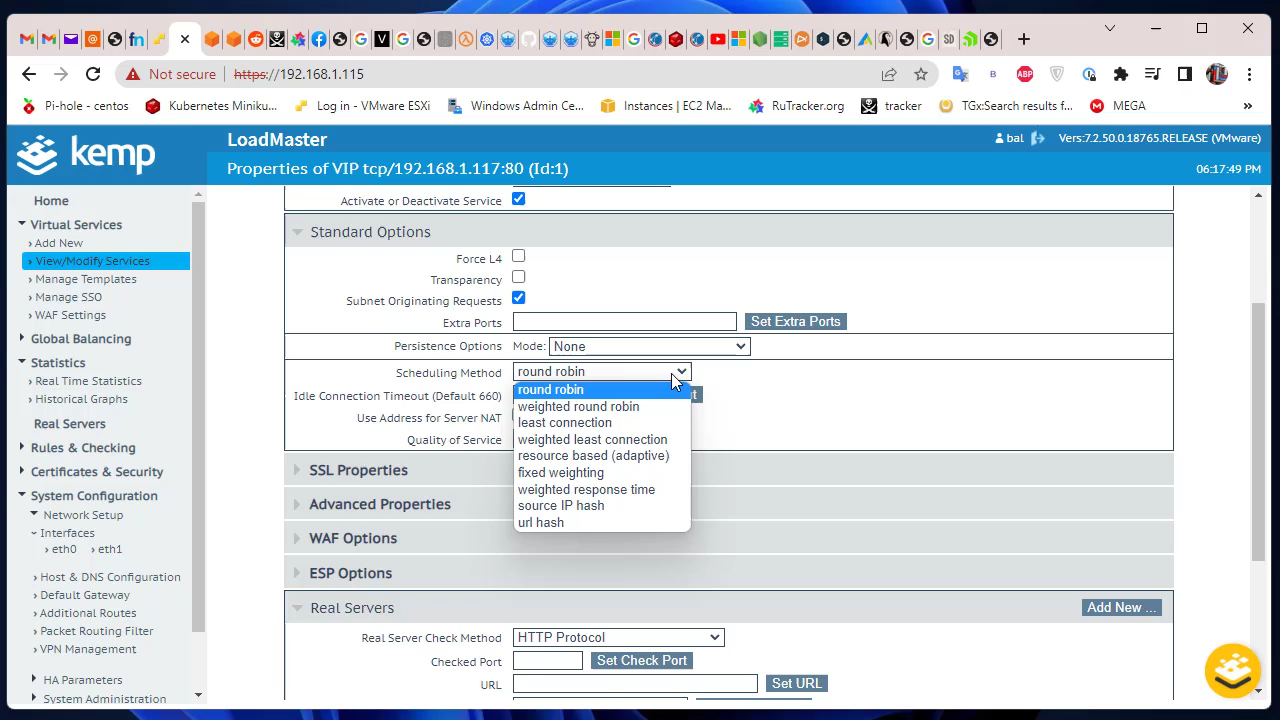 Not secure https://192.168.1.115
Pi-hole - centos Kubernetes Miniku... Log in - VMware ESXi Windows Admin Ce... Instances | EC2 Ma... RuTracker.org tracker TGx:Search results f... MEGA »
kemp
LoadMaster
bal Vers:7.2.50.0.18765.RELEASE (VMware)
Properties of VIP tcp/192.168.1.117:80 (Id:1)
06:17:49 PM
Home
Virtual Services
Add New
View/Modify Services
Manage Templates
Manage SSO
WAF Settings
Global Balancing
Statistics
Real Time Statistics
Historical Graphs
Real Servers
Rules & Checking
Certificates & Security
System Configuration
Network Setup
Interfaces
eth0 eth1
Host & DNS Configuration
Default Gateway
Additional Routes
Packet Routing Filter
VPN Management
HA Parameters
System Administration
Activate or Deactivate Service
Standard Options
Force L4
Transparency
Subnet Originating Requests
Extra Ports Set Extra Ports
Persistence Options Mode: None
Scheduling Method round robin
round robin
weighted round robin
least connection
weighted least connection
resource based (adaptive)
fixed weighting
weighted response time
source IP hash
url hash
Idle Connection Timeout (Default 660)
Use Address for Server NAT
Quality of Service
SSL Properties
Advanced Properties
WAF Options
ESP Options
Real Servers Add New ...
Real Server Check Method HTTP Protocol
Checked Port Set Check Port
URL Set URL